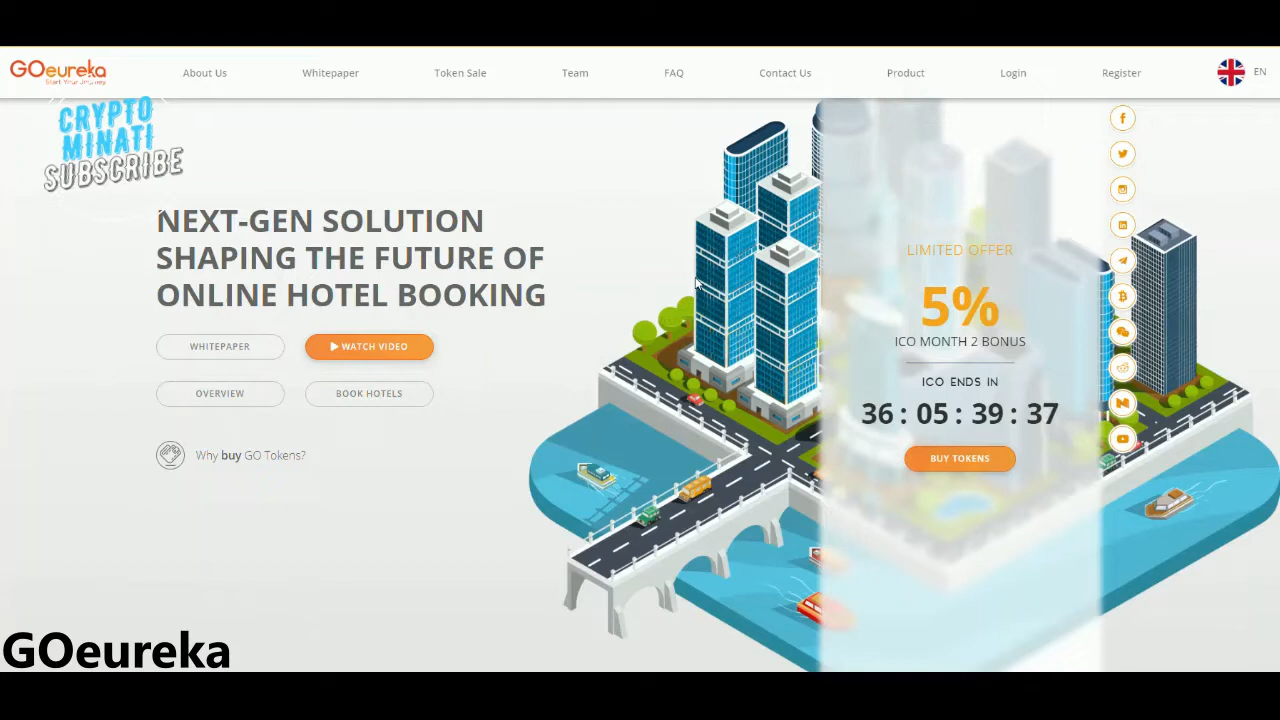 GOeureka
Start Your Journey
About Us
Whitepaper
Token Sale
Team
FAQ
Contact Us
Product
Login
Register
EN
CRYPTO
MINATI
SUBSCRIBE
NEXT-GEN SOLUTION
SHAPING THE FUTURE OF
ONLINE HOTEL BOOKING
WHITEPAPER
WATCH VIDEO
OVERVIEW
BOOK HOTELS
Why buy GO Tokens?
LIMITED OFFER
5%
ICO MONTH 2 BONUS
ICO ENDS IN
36 : 05 : 39 : 37
BUY TOKENS
GOeureka